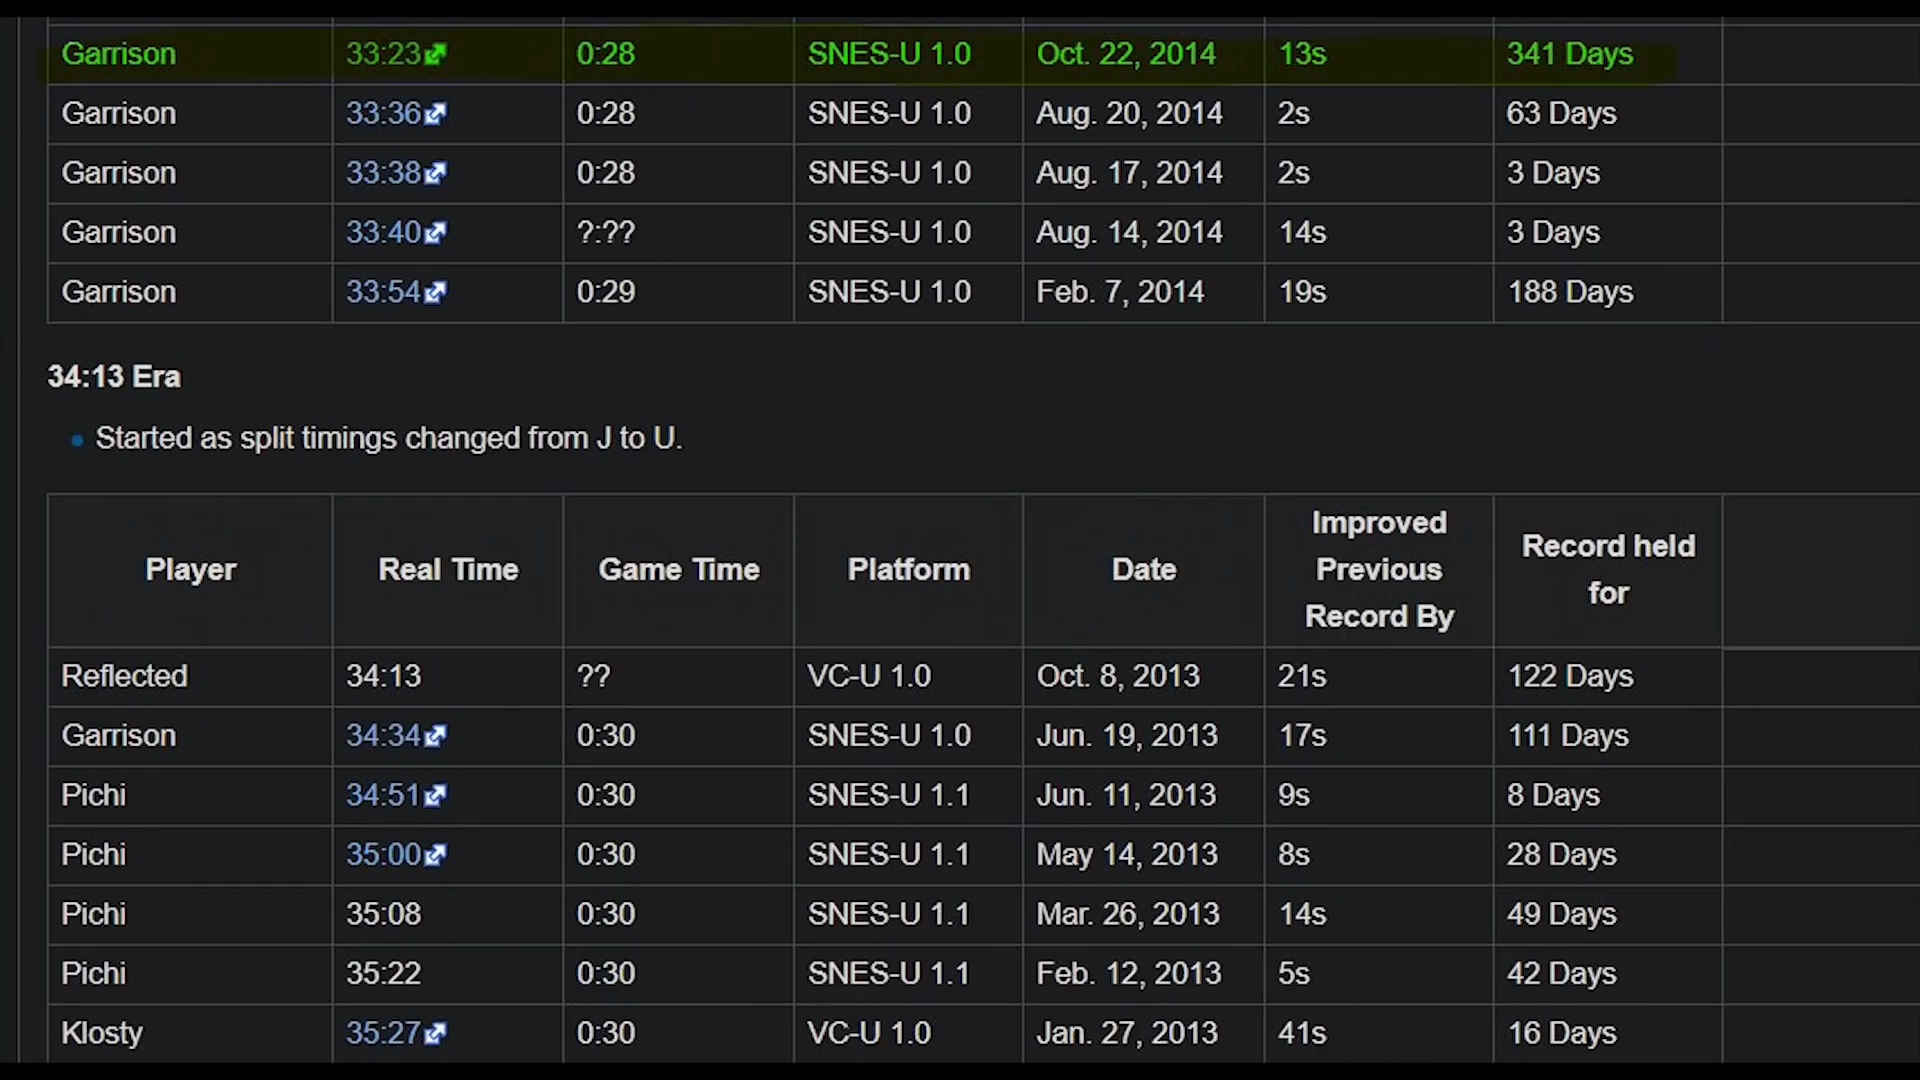 Garrison 33:23 0:28 SNES-U 1.0 Oct. 22, 2014 13s 341 Days
Garrison 33:36 0:28 SNES-U 1.0 Aug. 20, 2014 2s 63 Days
Garrison 33:38 0:28 SNES-U 1.0 Aug. 17, 2014 2s 3 Days
Garrison 33:40 ?:?? SNES-U 1.0 Aug. 14, 2014 14s 3 Days
Garrison 33:54 0:29 SNES-U 1.0 Feb. 7, 2014 19s 188 Days
34:13 Era
Started as split timings changed from J to U.
Player Real Time Game Time Platform Date Improved Previous Record By Record held for
Reflected 34:13 ?? VC-U 1.0 Oct. 8, 2013 21s 122 Days
Garrison 34:34 0:30 SNES-U 1.0 Jun. 19, 2013 17s 111 Days
Pichi 34:51 0:30 SNES-U 1.1 Jun. 11, 2013 9s 8 Days
Pichi 35:00 0:30 SNES-U 1.1 May 14, 2013 8s 28 Days
Pichi 35:08 0:30 SNES-U 1.1 Mar. 26, 2013 14s 49 Days
Pichi 35:22 0:30 SNES-U 1.1 Feb. 12, 2013 5s 42 Days
Klosty 35:27 0:30 VC-U 1.0 Jan. 27, 2013 41s 16 Days